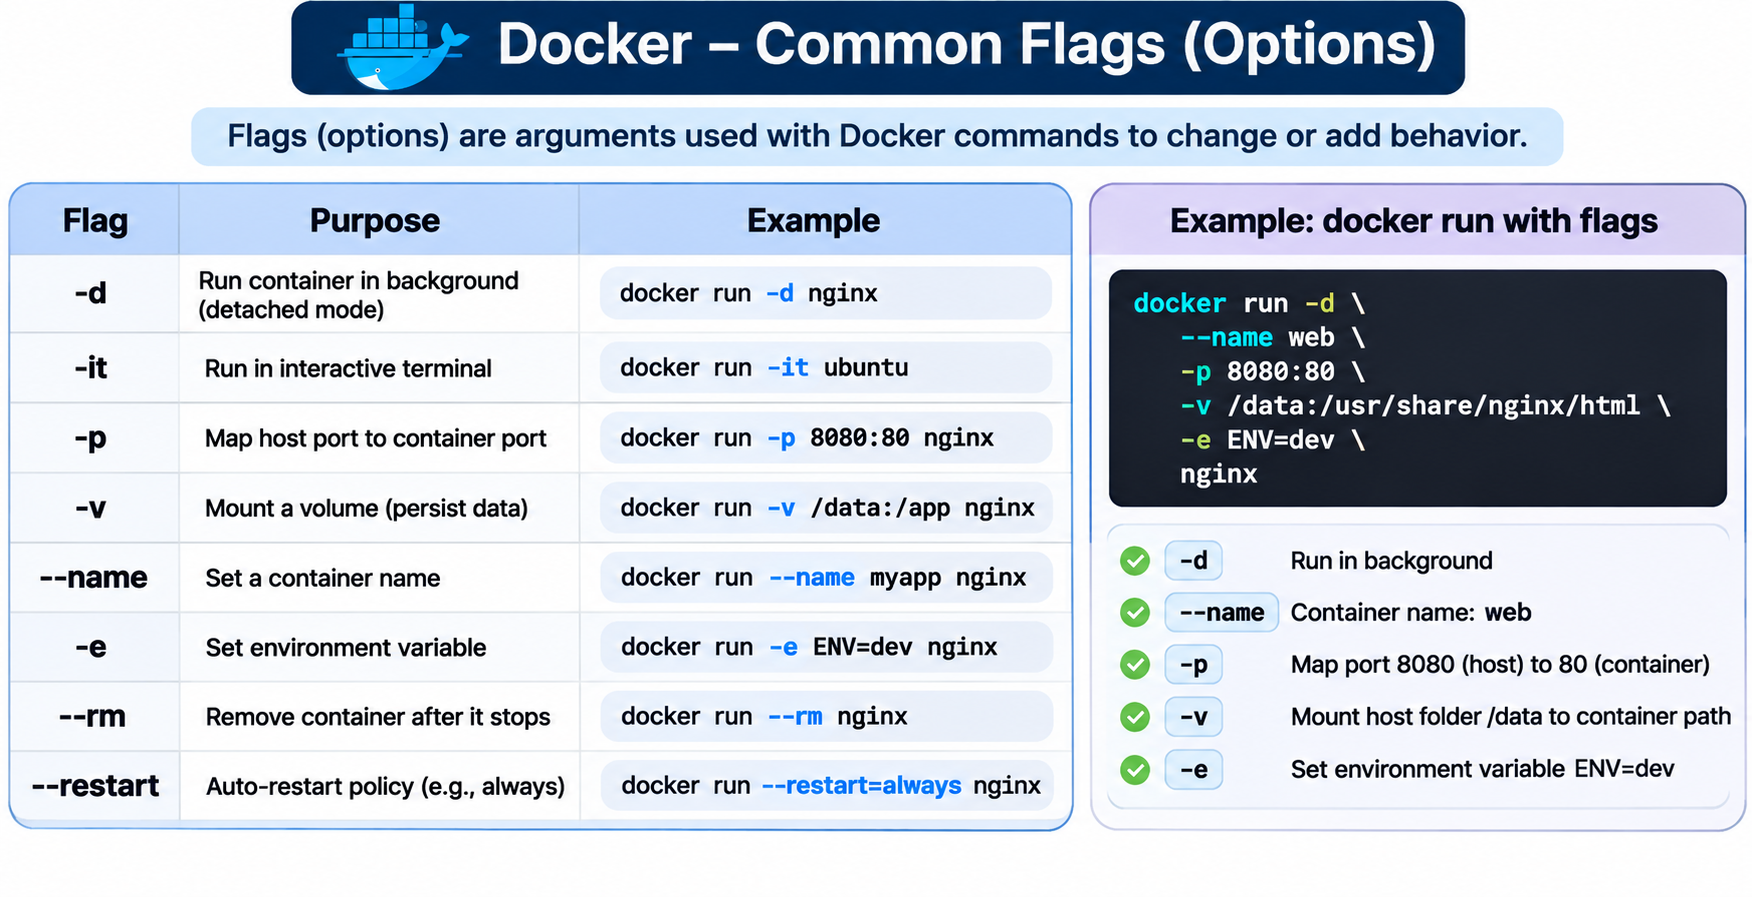 Docker – Common Flags (Options)
Flags (options) are arguments used with Docker commands to change or add behavior.
Flag Purpose Example
-d Run container in background (detached mode) docker run -d nginx
-it Run in interactive terminal docker run -it ubuntu
-p Map host port to container port docker run -p 8080:80 nginx
-v Mount a volume (persist data) docker run -v /data:/app nginx
--name Set a container name docker run --name myapp nginx
-e Set environment variable docker run -e ENV=dev nginx
--rm Remove container after it stops docker run --rm nginx
--restart Auto-restart policy (e.g., always) docker run --restart=always nginx
Example: docker run with flags
docker run -d \
--name web \
-p 8080:80 \
-v /data:/usr/share/nginx/html \
-e ENV=dev \
nginx
-d Run in background
--name Container name: web
-p Map port 8080 (host) to 80 (container)
-v Mount host folder /data to container path
-e Set environment variable ENV=dev